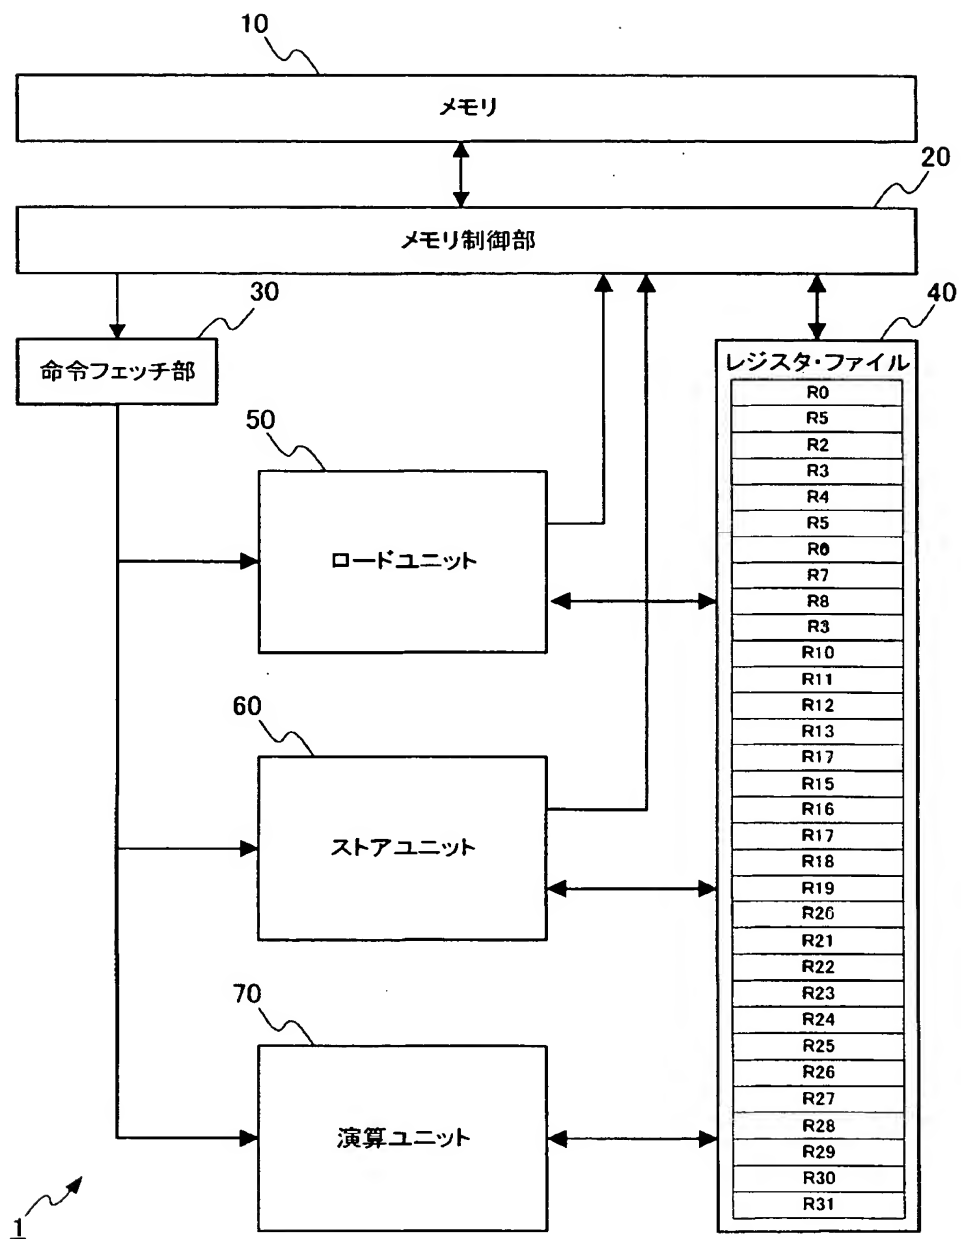 10
メモリ
20
メモリ制御部
30
命令フェッチ部
40
レジスタ・ファイル
R0
R5
R2
R3
R4
R5
R6
R7
R8
R3
R10
R11
R12
R13
R17
R15
R16
R17
R18
R19
R20
R21
R22
R23
R24
R25
R26
R27
R28
R29
R30
R31
50
ロードユニット
60
ストアユニット
70
演算ユニット
1